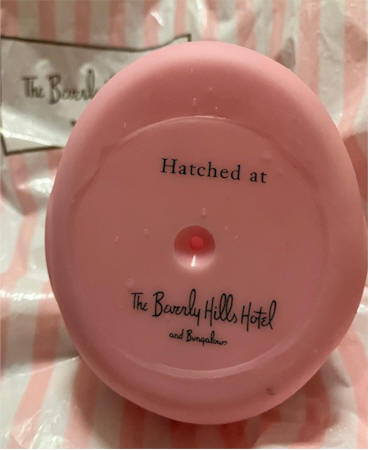 The Beverly
Hatched at
The Beverly Hills Hotel
and Bungalows